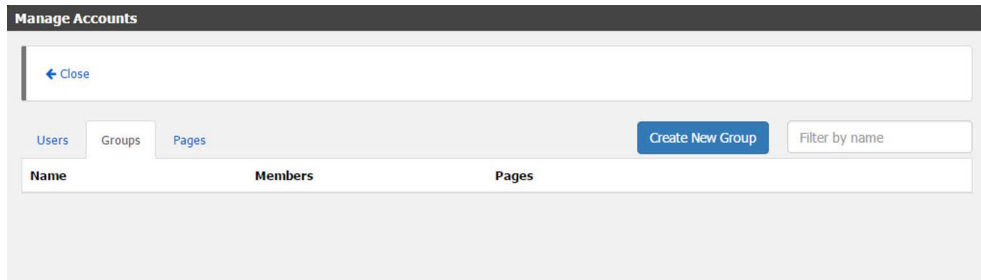 Manage Accounts
Close
Users Groups Pages Create New Group Filter by name
Name Members Pages